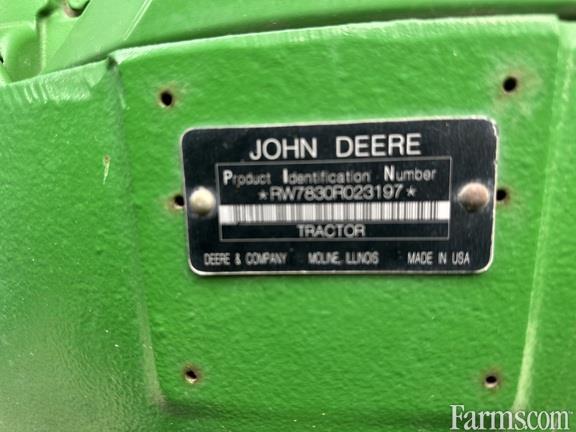 JOHN DEERE
Product Identification Number
*RW7830R023197*
TRACTOR
DEERE & COMPANY MOLINE, ILLINOIS MADE IN USA
Farms.com